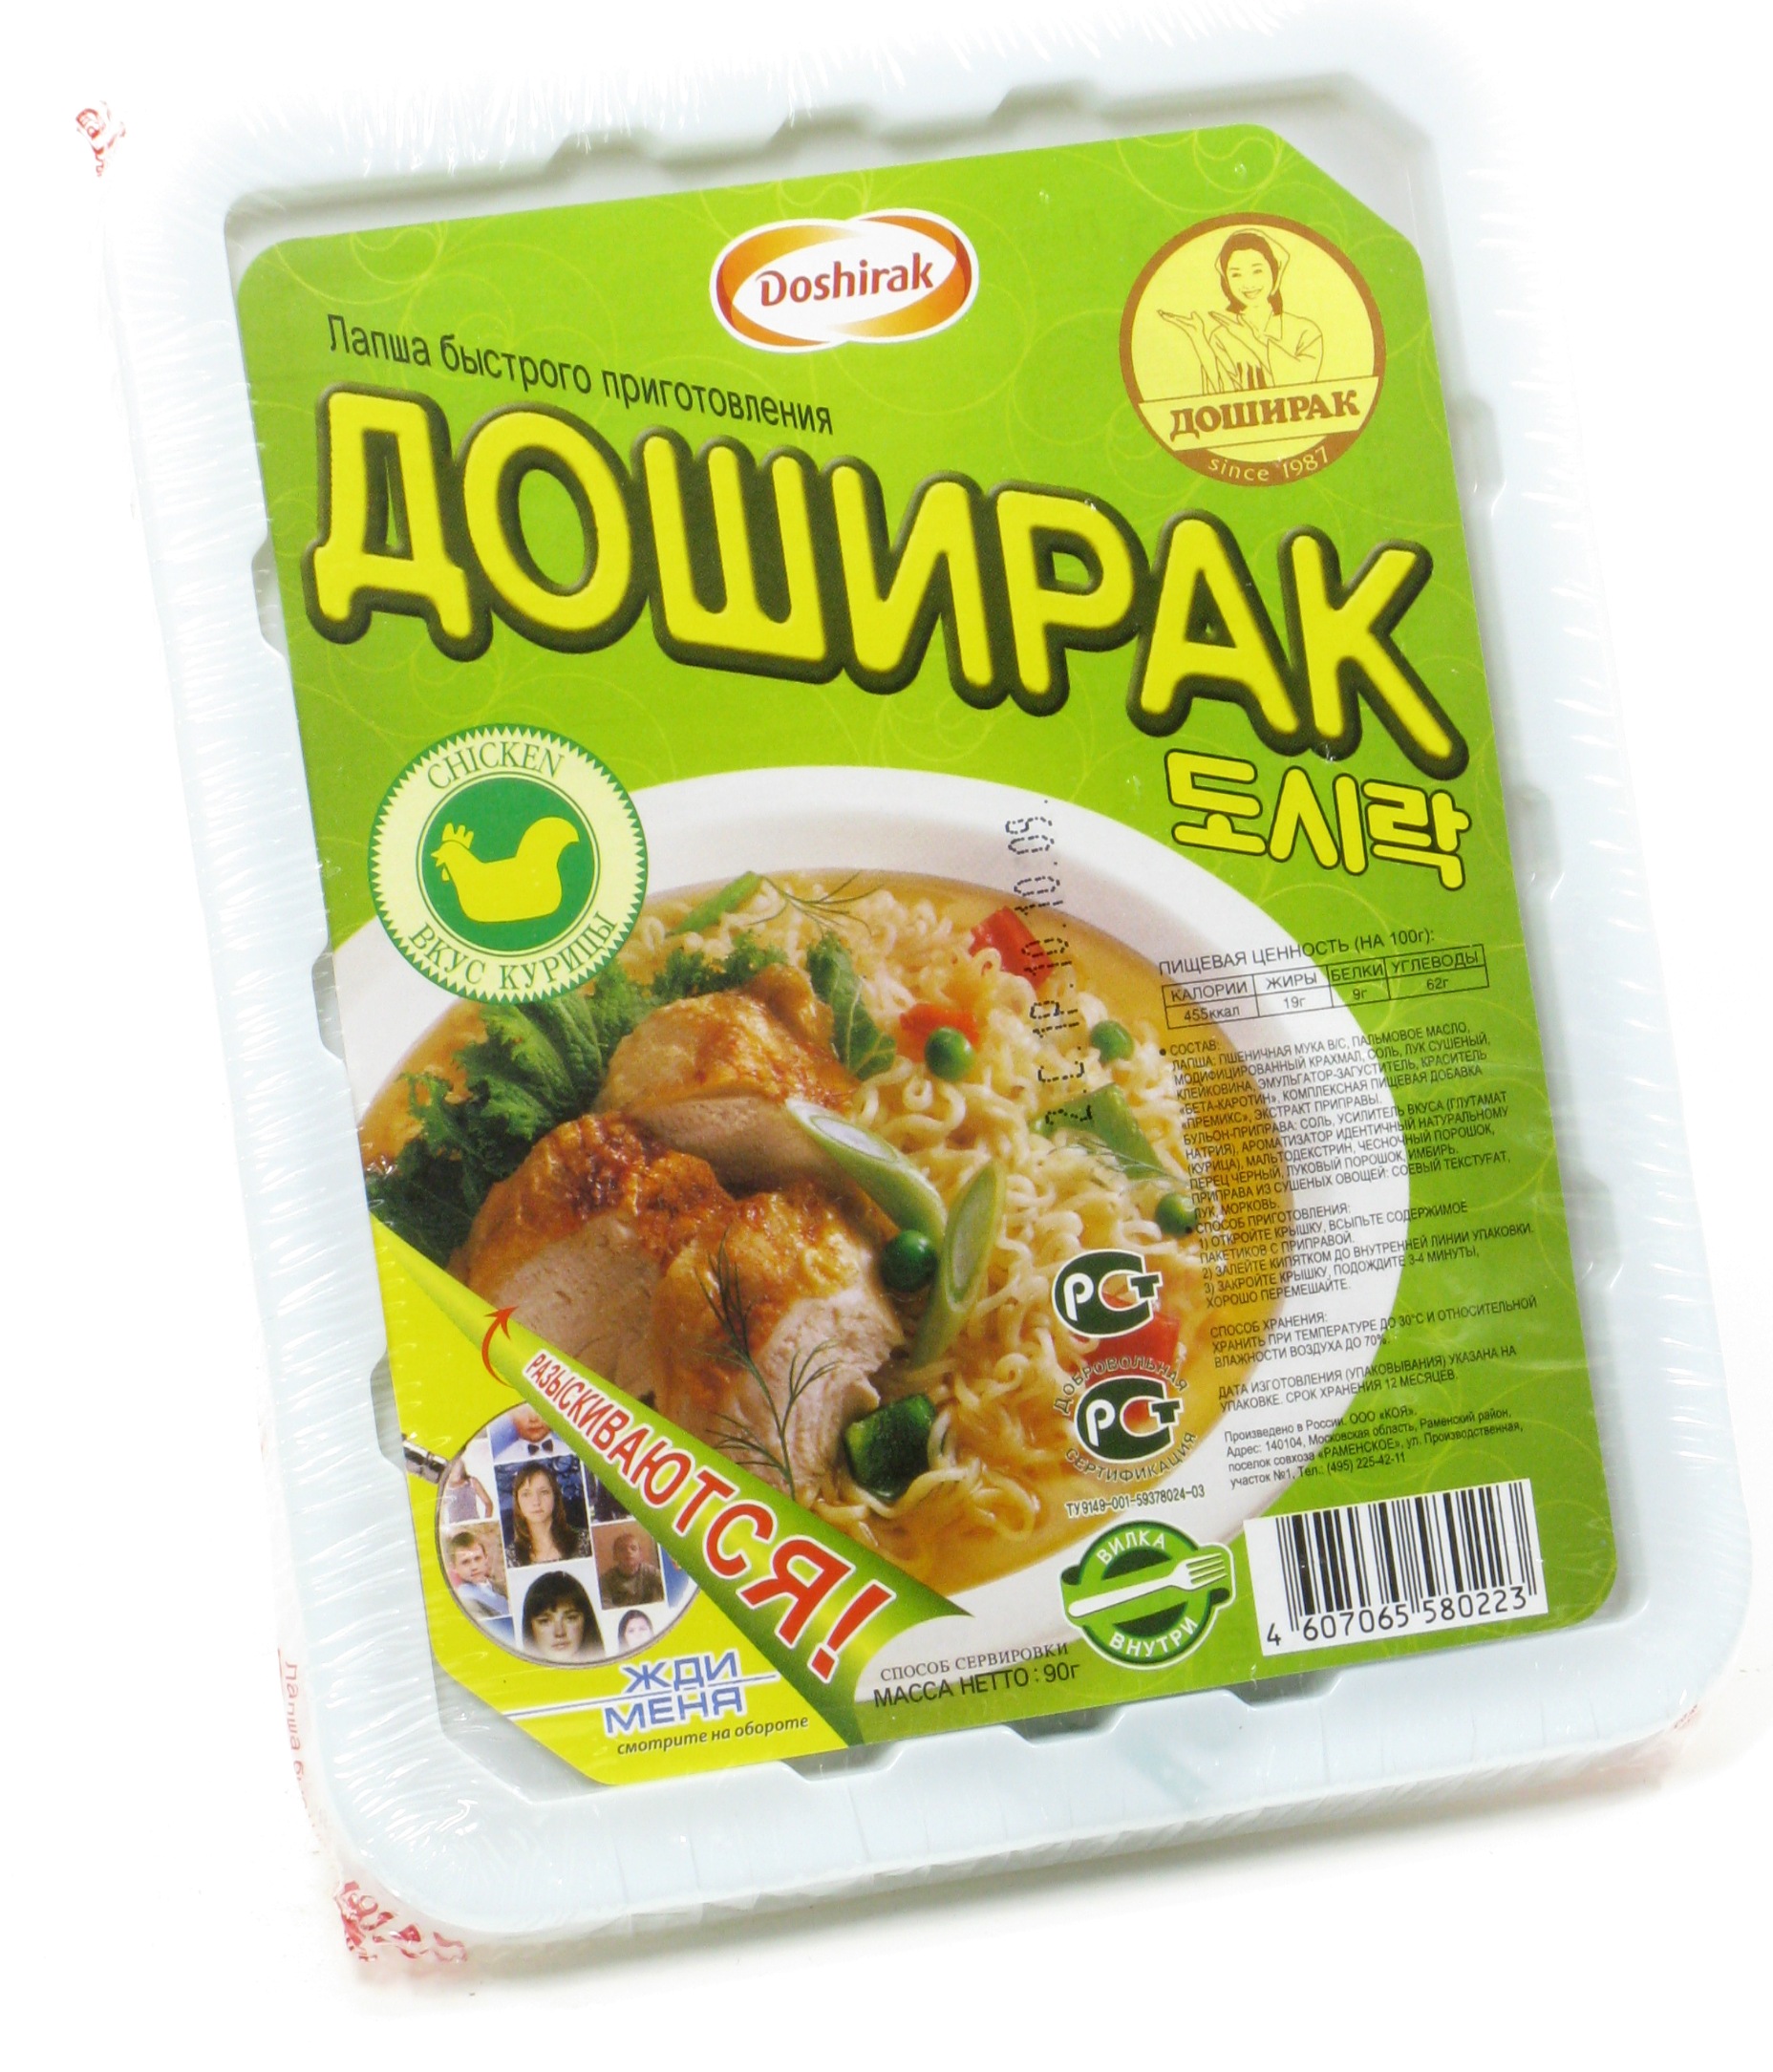 Doshirak
ДОШИРАК
since 1987
Лапша быстрого приготовления
ДОШИРАК
도시락
CHICKEN
ВКУС КУРИЦЫ
ПИЩЕВАЯ ЦЕННОСТЬ (НА 100г):
КАЛОРИИ ЖИРЫ БЕЛКИ УГЛЕВОДЫ
455ккал 19г 9г 62г
• СОСТАВ:
ЛАПША: ПШЕНИЧНАЯ МУКА В/С, ПАЛЬМОВОЕ МАСЛО,
МОДИФИЦИРОВАННЫЙ КРАХМАЛ, СОЛЬ, ЛУК СУШЕНЫЙ,
КЛЕЙКОВИНА, ЭМУЛЬГАТОР-ЗАГУСТИТЕЛЬ, КРАСИТЕЛЬ
«БЕТА-КАРОТИН», КОМПЛЕКСНАЯ ПИЩЕВАЯ ДОБАВКА
«ПРЕМИКС», ЭКСТРАКТ ПРИПРАВЫ.
БУЛЬОН-ПРИПРАВА: СОЛЬ, УСИЛИТЕЛЬ ВКУСА (ГЛУТАМАТ
НАТРИЯ), АРОМАТИЗАТОР ИДЕНТИЧНЫЙ НАТУРАЛЬНОМУ
(КУРИЦА), МАЛЬТОДЕКСТРИН, ЧЕСНОЧНЫЙ ПОРОШОК,
ПЕРЕЦ ЧЕРНЫЙ, ЛУКОВЫЙ ПОРОШОК, ИМБИРЬ.
ПРИПРАВА ИЗ СУШЕНЫХ ОВОЩЕЙ: СОЕВЫЙ ТЕКСТУРАТ,
ЛУК, МОРКОВЬ.
• СПОСОБ ПРИГОТОВЛЕНИЯ:
1) ОТКРОЙТЕ КРЫШКУ, ВСЫПЬТЕ СОДЕРЖИМОЕ
ПАКЕТИКОВ С ПРИПРАВОЙ.
2) ЗАЛЕЙТЕ КИПЯТКОМ ДО ВНУТРЕННЕЙ ЛИНИИ УПАКОВКИ.
3) ЗАКРОЙТЕ КРЫШКУ, ПОДОЖДИТЕ 3-4 МИНУТЫ,
ХОРОШО ПЕРЕМЕШАЙТЕ.
СПОСОБ ХРАНЕНИЯ:
ХРАНИТЬ ПРИ ТЕМПЕРАТУРЕ ДО 30°С И ОТНОСИТЕЛЬНОЙ
ВЛАЖНОСТИ ВОЗДУХА ДО 70%.
ДАТА ИЗГОТОВЛЕНИЯ (УПАКОВЫВАНИЯ) УКАЗАНА НА
УПАКОВКЕ. СРОК ХРАНЕНИЯ 12 МЕСЯЦЕВ.
Произведено в России. ООО «КОЯ».
Адрес: 140104, Московская область, Раменский район,
поселок совхоза «РАМЕНСКОЕ», ул. Производственная,
участок №1, Тел.: (495) 225-42-11
РСТ
ДОБРОВОЛЬНАЯ
РСТ
СЕРТИФИКАЦИЯ
ТУ9149-001-59378024-03
ВИЛКА
ВНУТРИ
4 607065 580223
РАЗЫСКИВАЮТСЯ!
ЖДИ
МЕНЯ
смотрите на обороте
СПОСОБ СЕРВИРОВКИ
МАССА НЕТТО : 90г